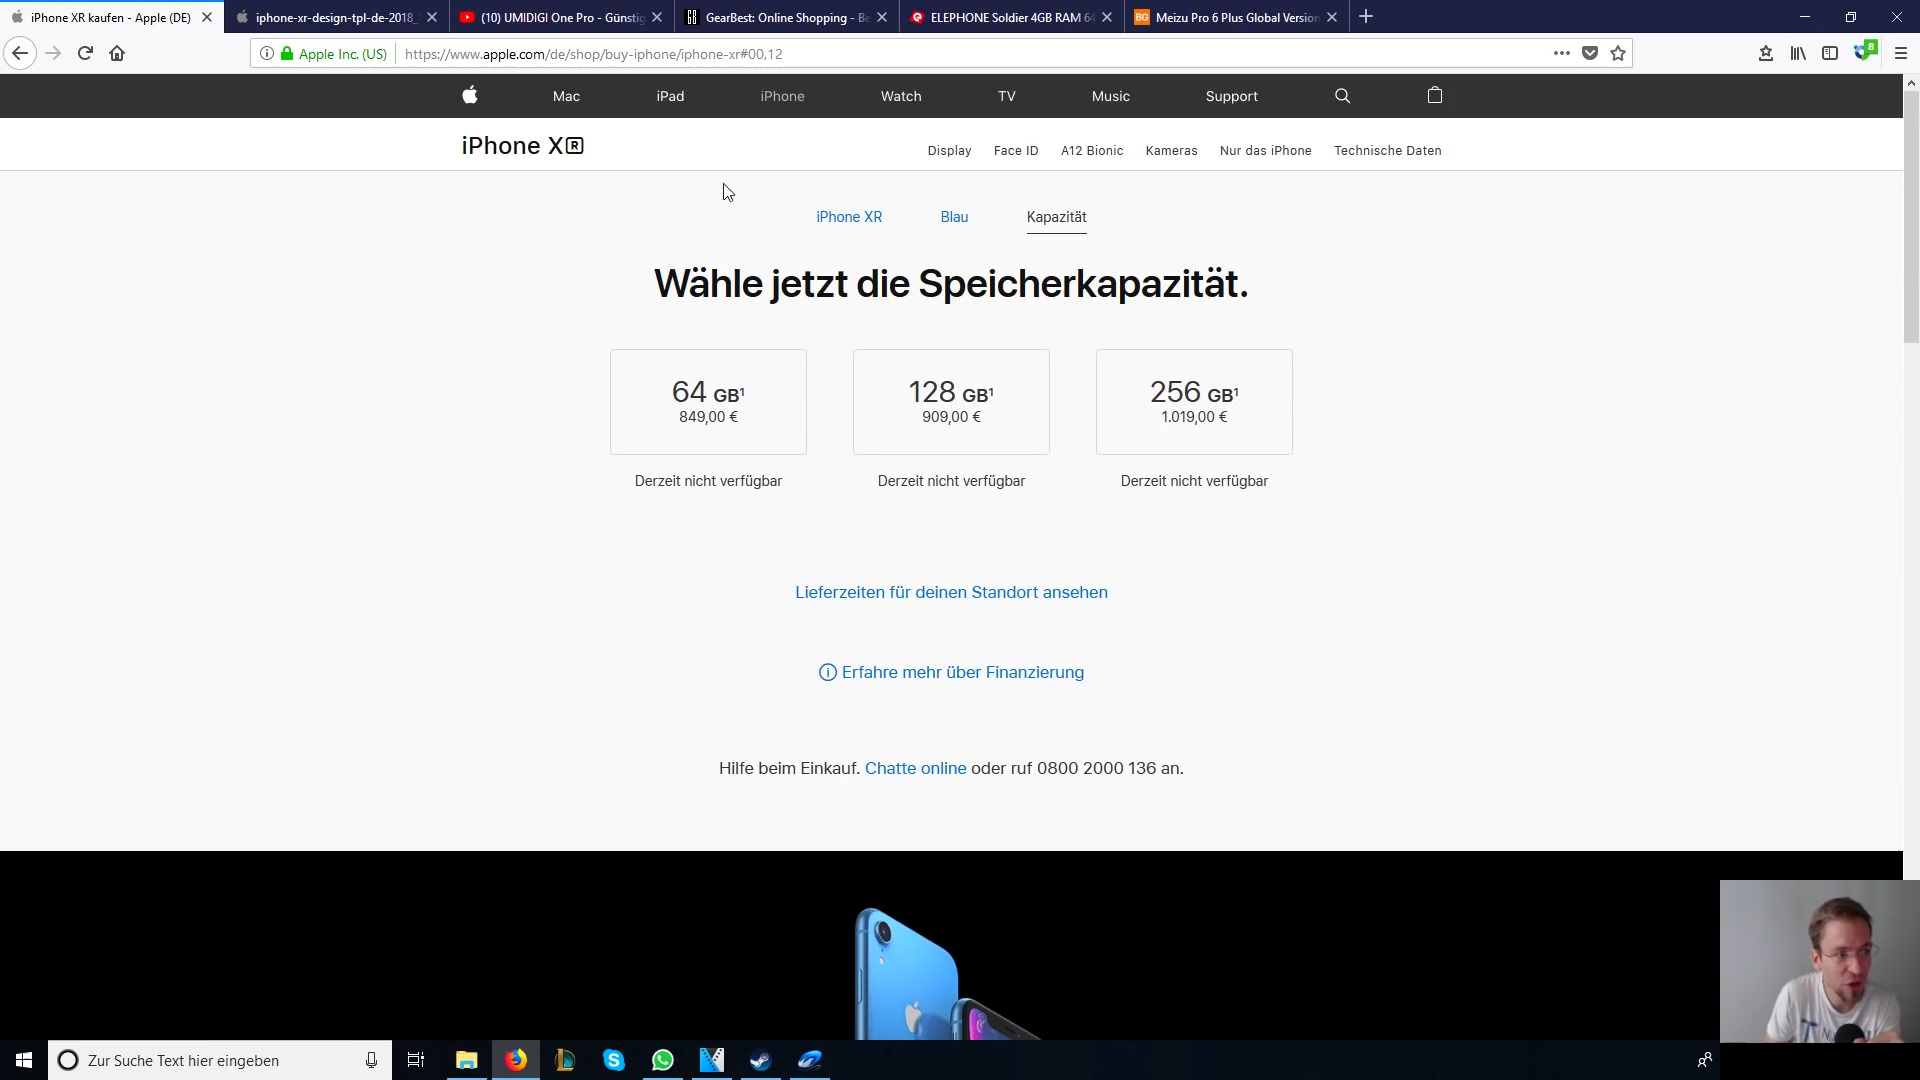 iPhone XR kaufen - Apple (DE)
iphone-xr-design-tpl-de-2018_
(10) UMIDIGI One Pro - Günstig
GearBest: Online Shopping - Be
ELEPHONE Soldier 4GB RAM 64
BG
Meizu Pro 6 Plus Global Version
Apple Inc. (US)
https://www.apple.com/de/shop/buy-iphone/iphone-xr#00,12
8
Mac
iPad
iPhone
Watch
TV
Music
Support
iPhone XR
Display
Face ID
A12 Bionic
Kameras
Nur das iPhone
Technische Daten
iPhone XR
Blau
Kapazität
Wähle jetzt die Speicherkapazität.
64 GB¹
849,00 €
Derzeit nicht verfügbar
128 GB¹
909,00 €
Derzeit nicht verfügbar
256 GB¹
1.019,00 €
Derzeit nicht verfügbar
Lieferzeiten für deinen Standort ansehen
Erfahre mehr über Finanzierung
Hilfe beim Einkauf. Chatte online oder ruf 0800 2000 136 an.
Zur Suche Text hier eingeben